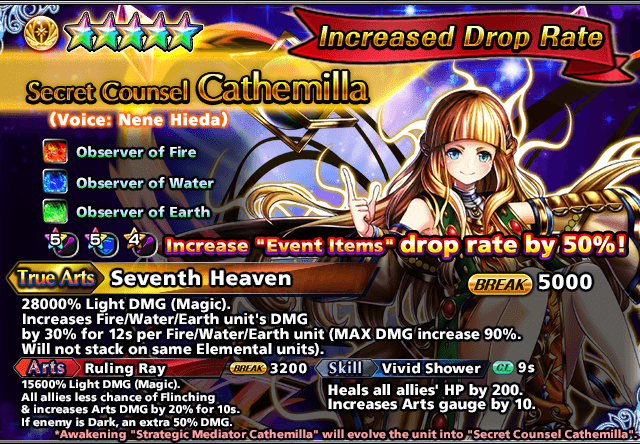 Increased Drop Rate
Secret Counsel Cathemilla
(Voice: Nene Hieda)
Observer of Fire
Observer of Water
Observer of Earth
5 5 4
Increase "Event Items" drop rate by 50%!
True Arts Seventh Heaven BREAK 5000
28000% Light DMG (Magic).
Increases Fire/Water/Earth unit's DMG
by 30% for 12s per Fire/Water/Earth unit (MAX DMG increase 90%.
Will not stack on same Elemental units).
Arts Ruling Ray BREAK 3200
15600% Light DMG (Magic).
All allies less chance of Flinching
& increases Arts DMG by 20% for 10s.
If enemy is Dark, an extra 50% DMG.
Skill Vivid Shower C.T. 9s
Heals all allies' HP by 200.
Increases Arts gauge by 10.
*Awakening "Strategic Mediator Cathemilla" will evolve the unit into "Secret Counsel Cathemilla".